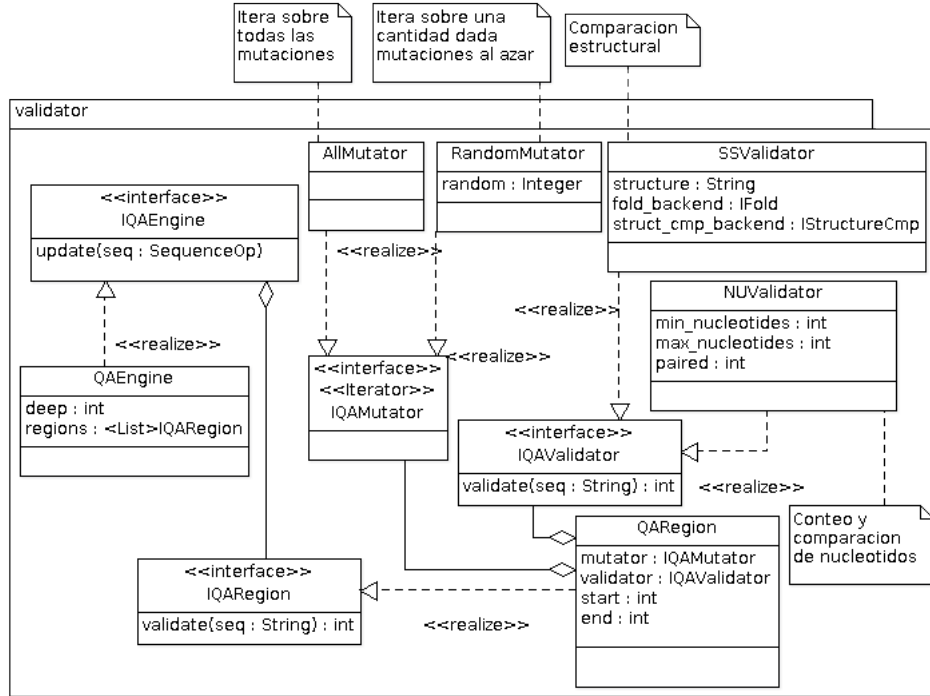 Itera sobre
todas las
mutaciones
Itera sobre una
cantidad dada
mutaciones al azar
Comparacion
estructural
validator
AllMutator
RandomMutator
random : Integer
SSValidator
structure : String
fold_backend : IFold
struct_cmp_backend : IStructureCmp
<<interface>>
IQAEngine
update(seq : SequenceOp)
<<realize>>
<<realize>>
NUValidator
min_nucleotides : int
max_nucleotides : int
paired : int
<<realize>>
<<realize>>
QAEngine
deep : int
regions : <List>IQARegion
<<interface>>
<<Iterator>>
IQAMutator
<<interface>>
IQAValidator
validate(seq : String) : int
<<realize>>
Conteo y
comparacion
de nucleotidos
QARegion
mutator : IQAMutator
validator : IQAValidator
start : int
end : int
<<interface>>
IQARegion
validate(seq : String) : int
<<realize>>